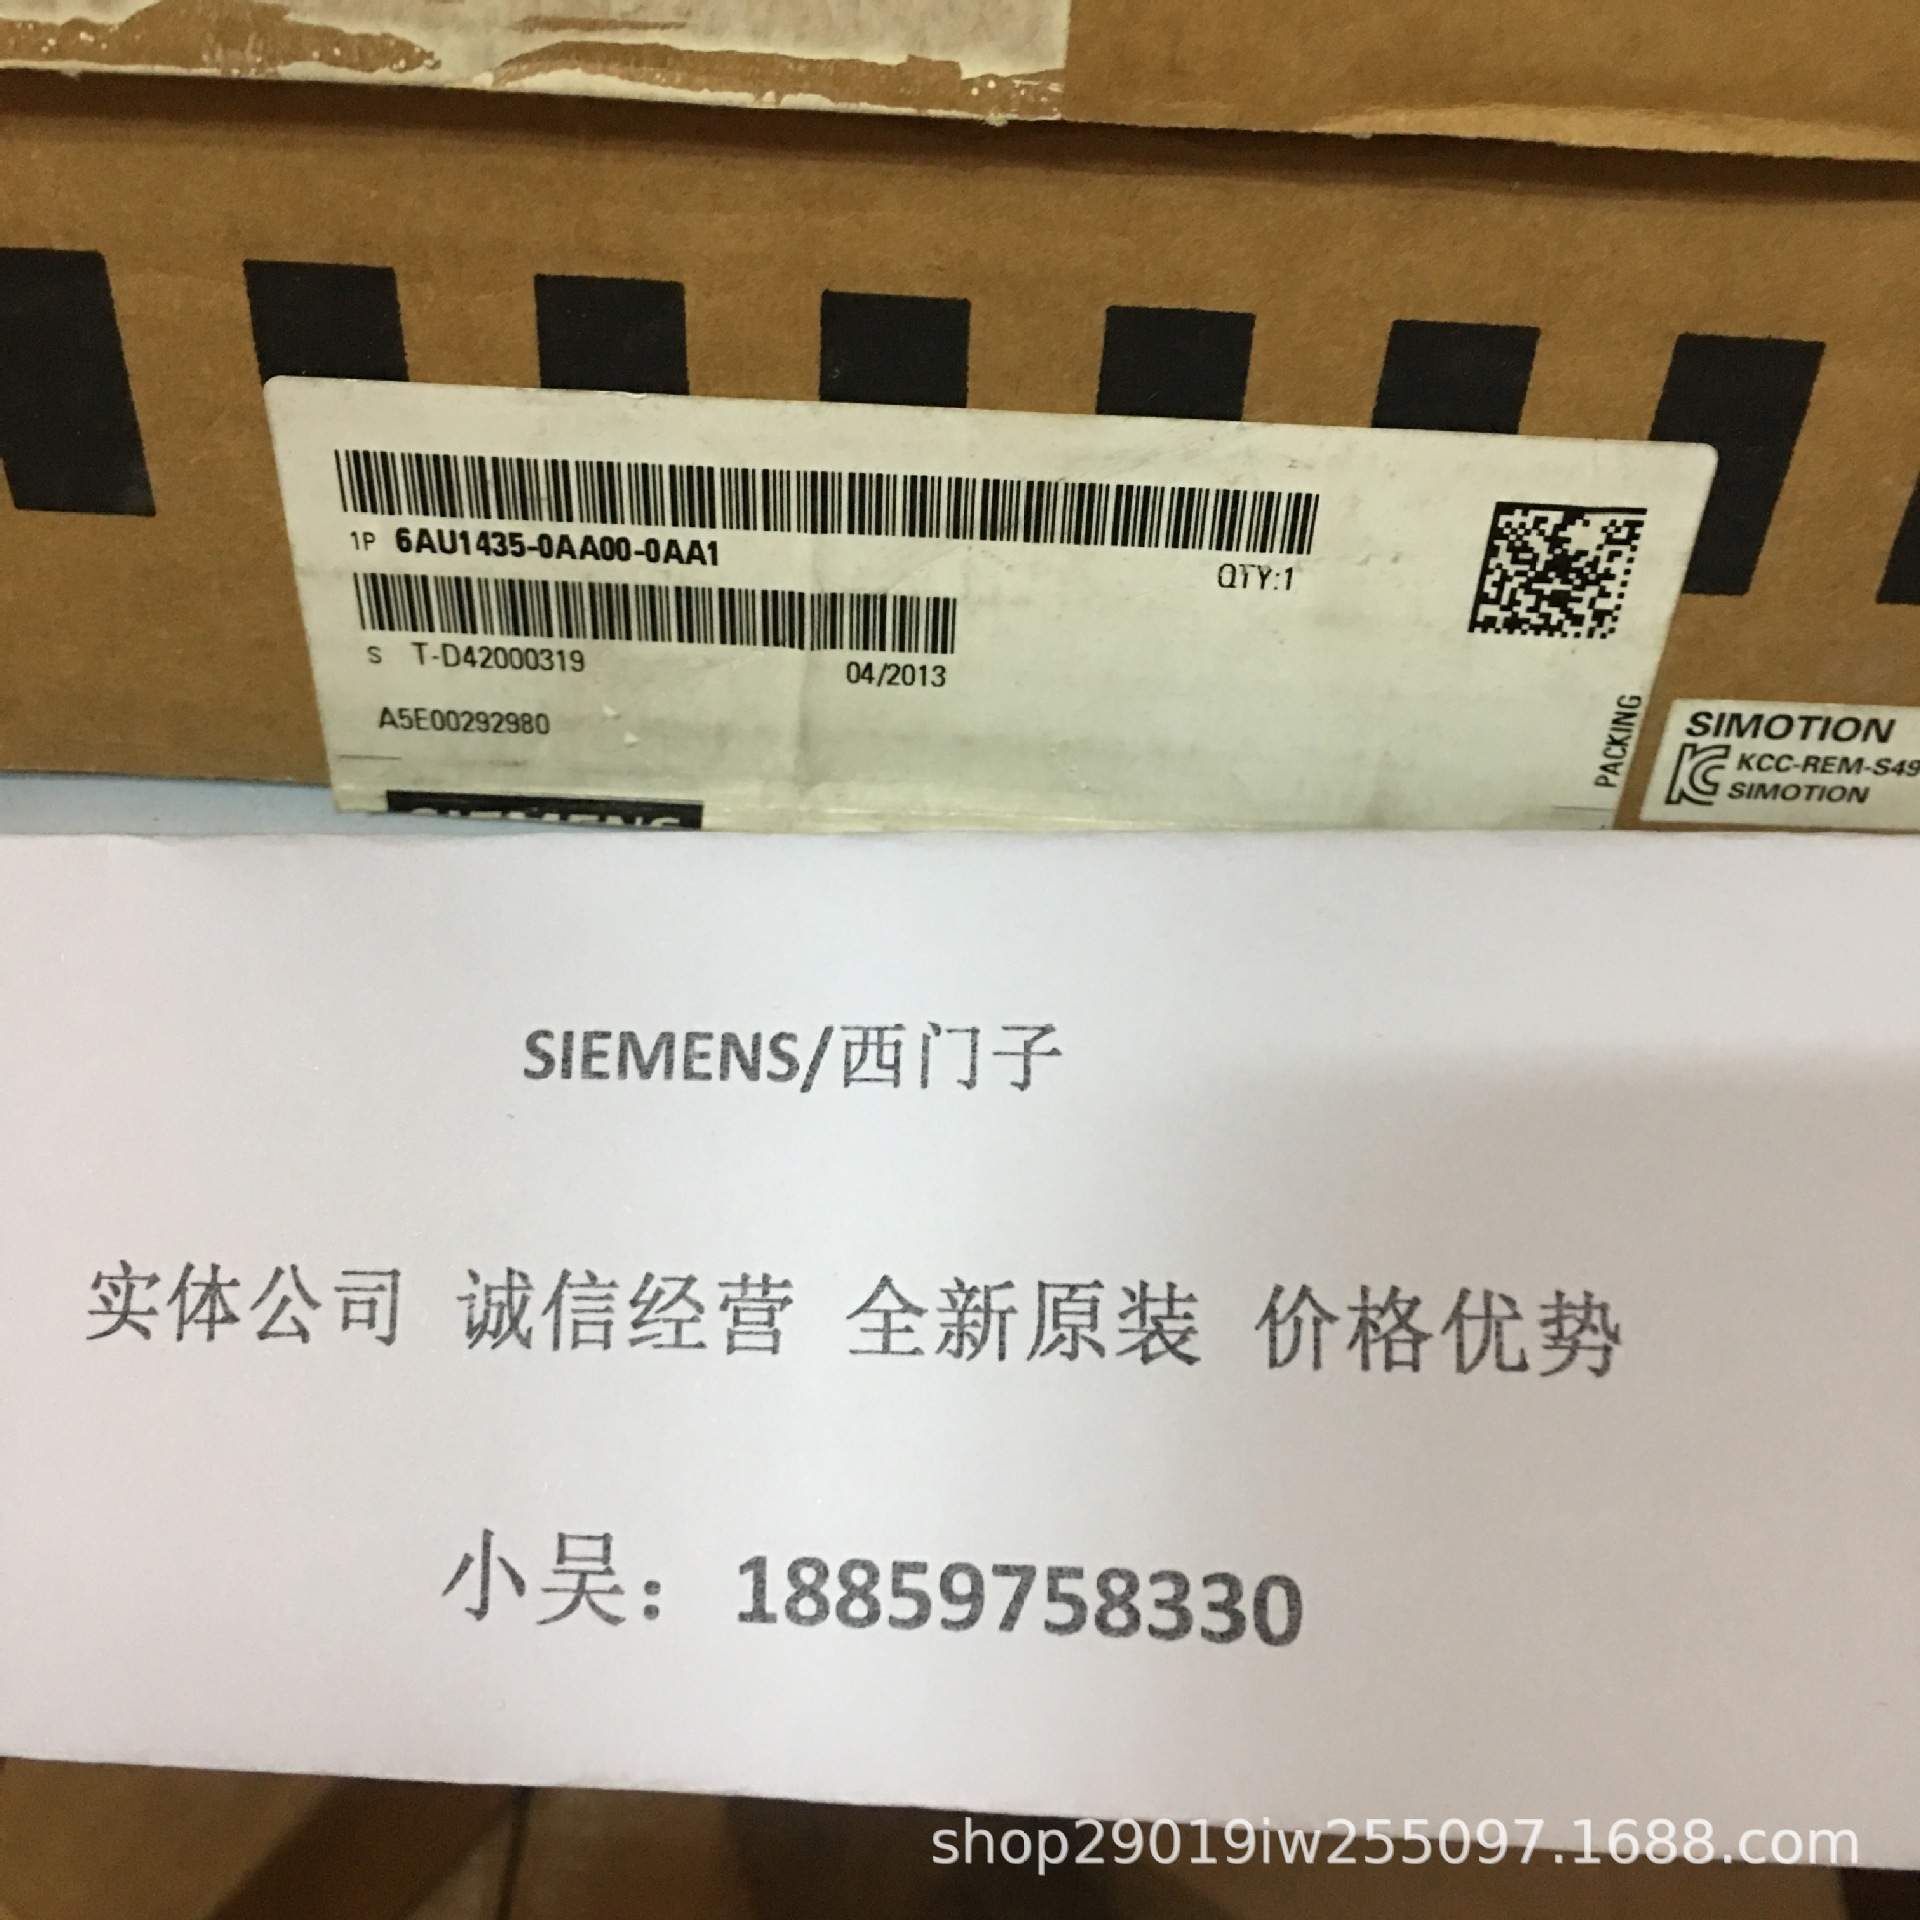 1P 6AU1435-0AA00-0AA1
QTY:1
S T-D42000319 04/2013
A5E00292980
PACKING
SIEMENS
SIMOTION
KCC-REM-S49
SIMOTION
SIEMENS/西门子
实体公司 诚信经营 全新原装 价格优势
小吴：18859758330
shop29019iw255097.1688.com